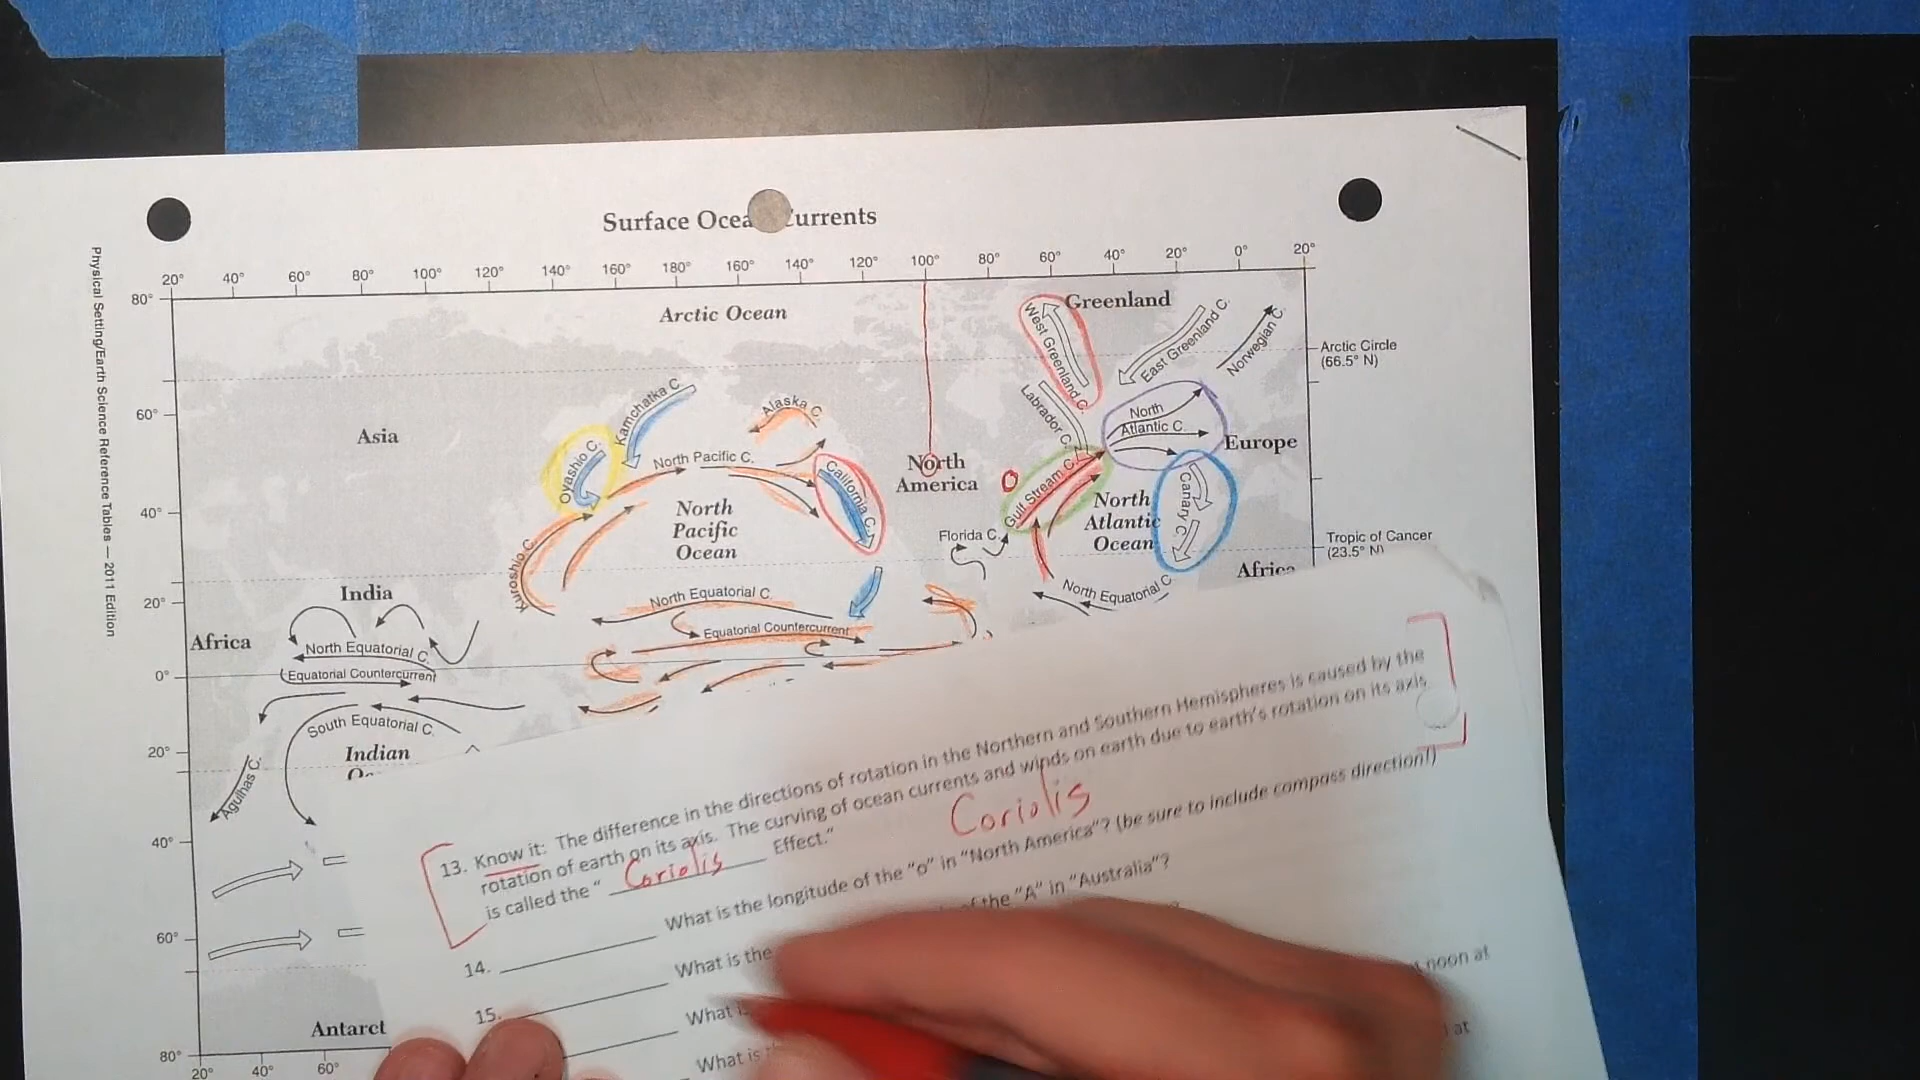 Surface Ocea urrents
20° 40° 60° 80° 100° 120° 140° 160° 180° 160° 140° 120° 100° 80° 60° 40° 20° 0° 20°
Physical Setting/Earth Science Reference Tables — 2011 Edition
80°
Arctic Ocean
Greenland
West Greenland C.
East Greenland C.
Norwegian C.
Arctic Circle
(66.5° N)
60°
Asia
Oyashio C.
Kamchatka C.
Alaska C.
North Pacific C.
California C.
North
America
Labrador C.
North
Atlantic C.
Europe
40°
Kuroshio C.
North
Pacific
Ocean
o
Gulf Stream C.
Florida C.
North
Atlantic
Ocean
Canary C.
Tropic of Cancer
(23.5° N)
Africa
20°
India
North Equatorial C.
North Equatorial C
Africa
North Equatorial C.
Equatorial Countercurrent
0°
Equatorial Countercurrent
South Equatorial C.
20°
Indian
Agulhas C.
40°
60°
Antarct
80°
20° 40° 60°
13. Know it: The difference in the directions of rotation in the Northern and Southern Hemispheres is caused by the
rotation of earth on its axis. The curving of ocean currents and winds on earth due to earth's rotation on its axis
is called the " Coriolis Effect."
Coriolis
14. What is the longitude of the "o" in "North America"? (be sure to include compass direction!)
15. What is the of the "A" in "Australia"?
What is
noon at
What is
at